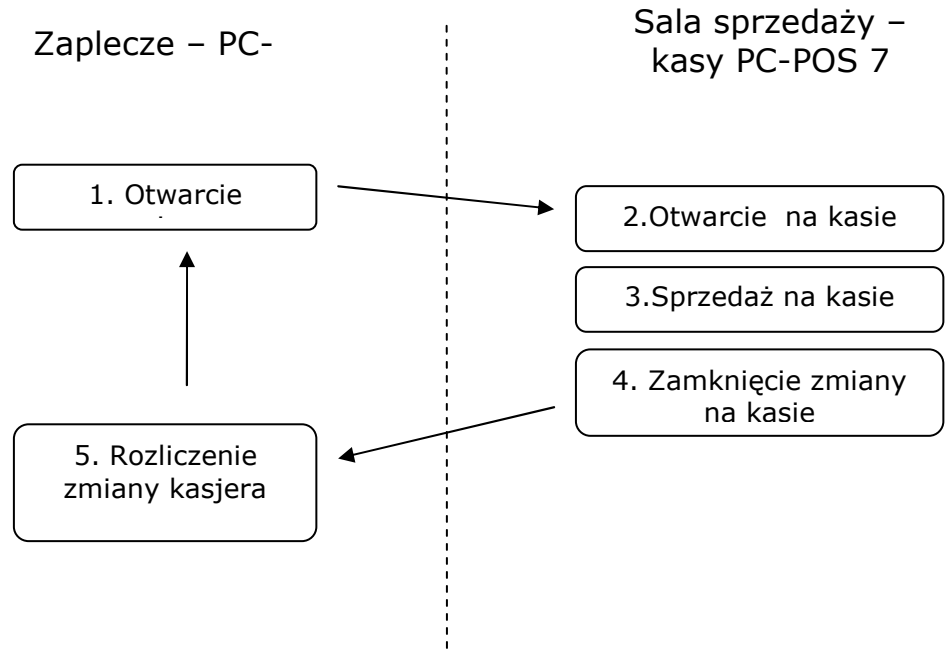 Zaplecze – PC-
Sala sprzedaży –
kasy PC-POS 7
1. Otwarcie
2.Otwarcie na kasie
3.Sprzedaż na kasie
4. Zamknięcie zmiany
na kasie
5. Rozliczenie
zmiany kasjera